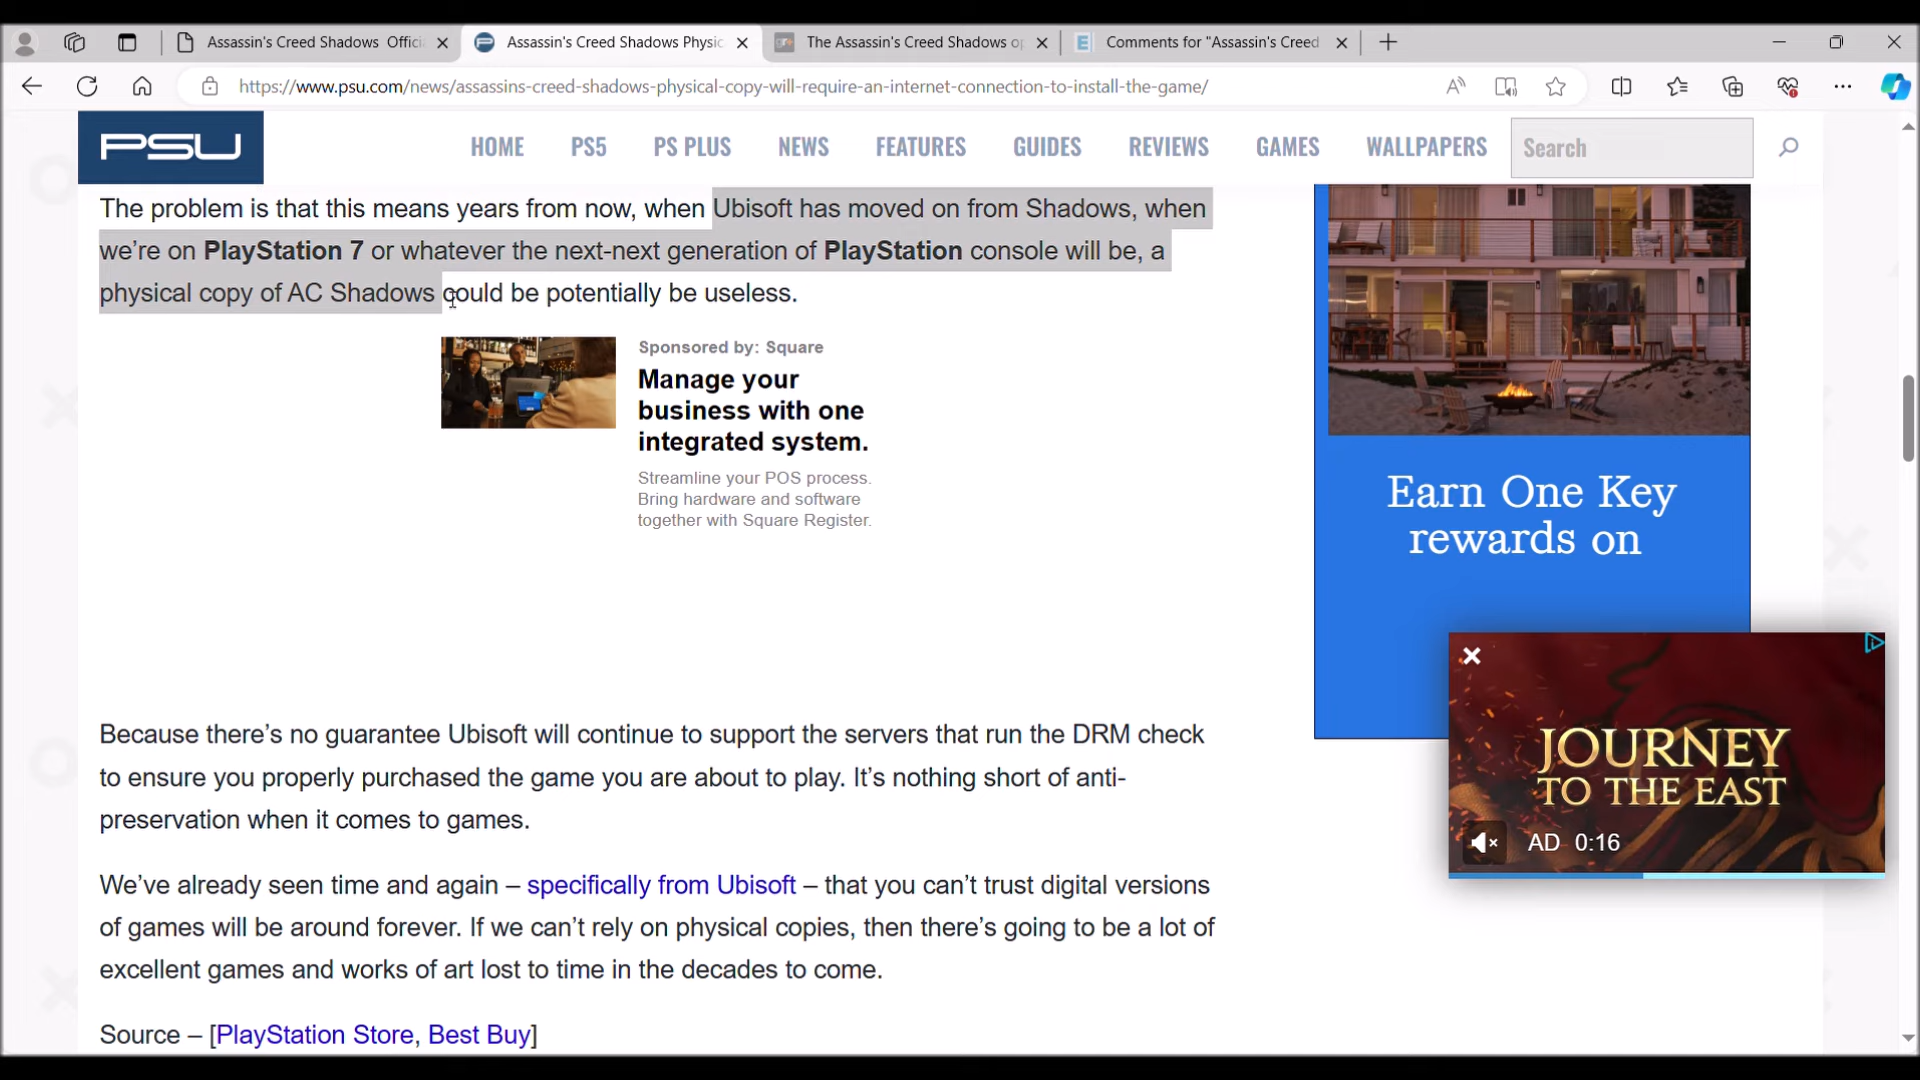 Assassin's Creed Shadows Offici
Assassin's Creed Shadows Physic
The Assassin's Creed Shadows op
Comments for "Assassin's Creed
https://www.psu.com/news/assassins-creed-shadows-physical-copy-will-require-an-internet-connection-to-install-the-game/
PSU
HOME
PS5
PS PLUS
NEWS
FEATURES
GUIDES
REVIEWS
GAMES
WALLPAPERS
Search
The problem is that this means years from now, when Ubisoft has moved on from Shadows, when
we're on PlayStation 7 or whatever the next-next generation of PlayStation console will be, a
physical copy of AC Shadows could be potentially be useless.
Sponsored by: Square
Manage your
business with one
integrated system.
Streamline your POS process.
Bring hardware and software
together with Square Register.
Earn One Key
rewards on
JOURNEY
TO THE EAST
AD 0:16
Because there's no guarantee Ubisoft will continue to support the servers that run the DRM check
to ensure you properly purchased the game you are about to play. It's nothing short of anti-
preservation when it comes to games.
We've already seen time and again – specifically from Ubisoft – that you can't trust digital versions
of games will be around forever. If we can't rely on physical copies, then there's going to be a lot of
excellent games and works of art lost to time in the decades to come.
Source – [PlayStation Store, Best Buy]